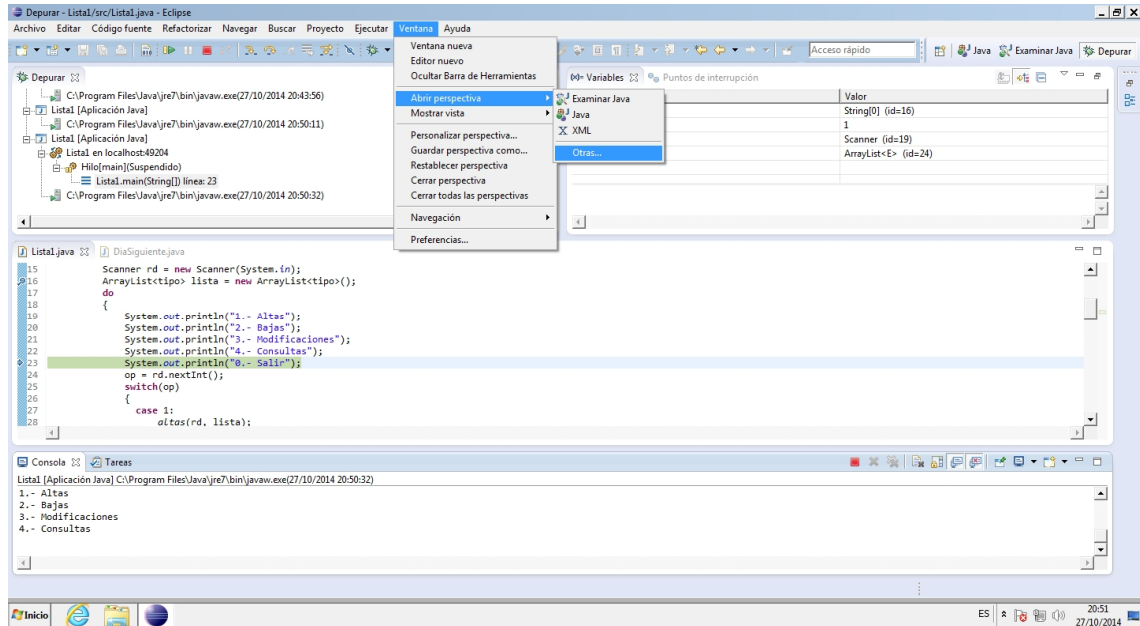 Depurar - Lista1/src/Lista1.java - Eclipse
Archivo Editar Código fuente Refactorizar Navegar Buscar Proyecto Ejecutar Ventana Ayuda
Acceso rápido
Java
Examinar Java
Depurar
Ventana nueva
Editor nuevo
Ocultar Barra de Herramientas
Abrir perspectiva
Mostrar vista
Personalizar perspectiva...
Guardar perspectiva como...
Restablecer perspectiva
Cerrar perspectiva
Cerrar todas las perspectivas
Navegación
Preferencias...
Examinar Java
Java
XML
Otras...
Depurar
C:\Program Files\Java\jre7\bin\javaw.exe(27/10/2014 20:43:56)
Lista1 [Aplicación Java]
C:\Program Files\Java\jre7\bin\javaw.exe(27/10/2014 20:50:11)
Lista1 [Aplicación Java]
Lista1 en localhost:49204
Hilo[main](Suspendido)
Lista1.main(String[]) línea: 23
C:\Program Files\Java\jre7\bin\javaw.exe(27/10/2014 20:50:32)
(x)= Variables
Puntos de interrupción
Valor
String[0] (id=16)
1
Scanner (id=19)
ArrayList<E> (id=24)
Lista1.java
DiaSiguiente.java
15 Scanner rd = new Scanner(System.in);
16 ArrayList<tipo> lista = new ArrayList<tipo>();
17 do
18 {
19 System.out.println("1.- Altas");
20 System.out.println("2.- Bajas");
21 System.out.println("3.- Modificaciones");
22 System.out.println("4.- Consultas");
23 System.out.println("0.- Salir");
24 op = rd.nextInt();
25 switch(op)
26 {
27 case 1:
28 altas(rd, lista);
Consola
Tareas
Lista1 [Aplicación Java] C:\Program Files\Java\jre7\bin\javaw.exe(27/10/2014 20:50:32)
1.- Altas
2.- Bajas
3.- Modificaciones
4.- Consultas
Inicio
ES
20:51
27/10/2014